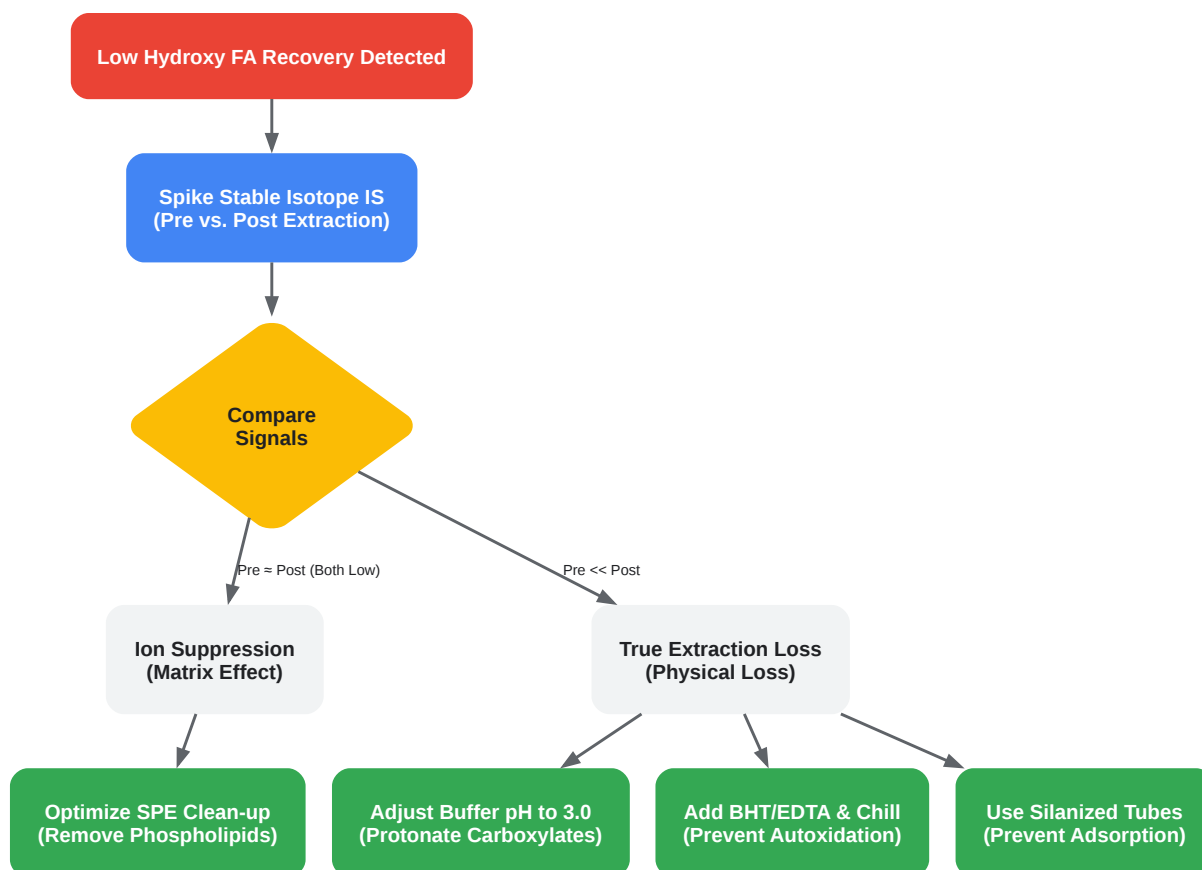 Low Hydroxy FA Recovery Detected
Spike Stable Isotope IS
(Pre vs. Post Extraction)
Compare
Signals
Pre ≈ Post (Both Low)
Pre << Post
Ion Suppression
(Matrix Effect)
True Extraction Loss
(Physical Loss)
Optimize SPE Clean-up
(Remove Phospholipids)
Adjust Buffer pH to 3.0
(Protonate Carboxylates)
Add BHT/EDTA & Chill
(Prevent Autoxidation)
Use Silanized Tubes
(Prevent Adsorption)